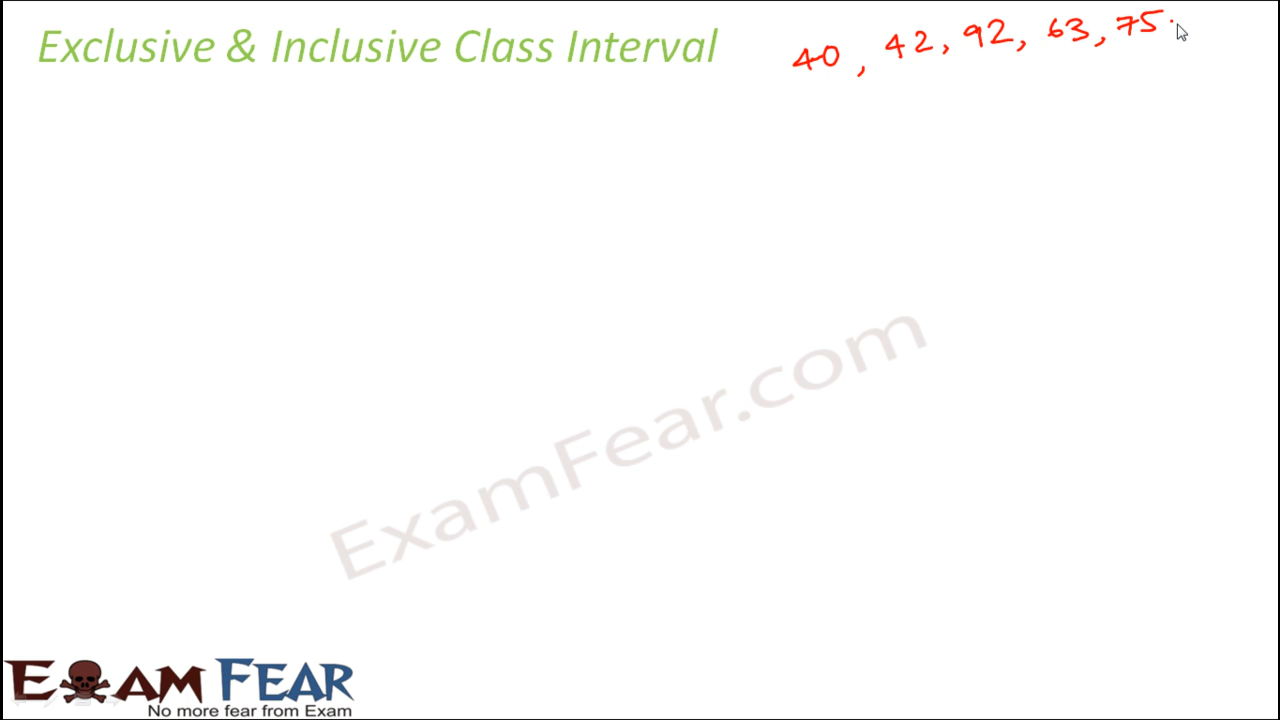 Exclusive & Inclusive Class Interval
40, 42, 92, 63, 75.
ExamFear.com
EXAM FEAR
No more fear from Exam